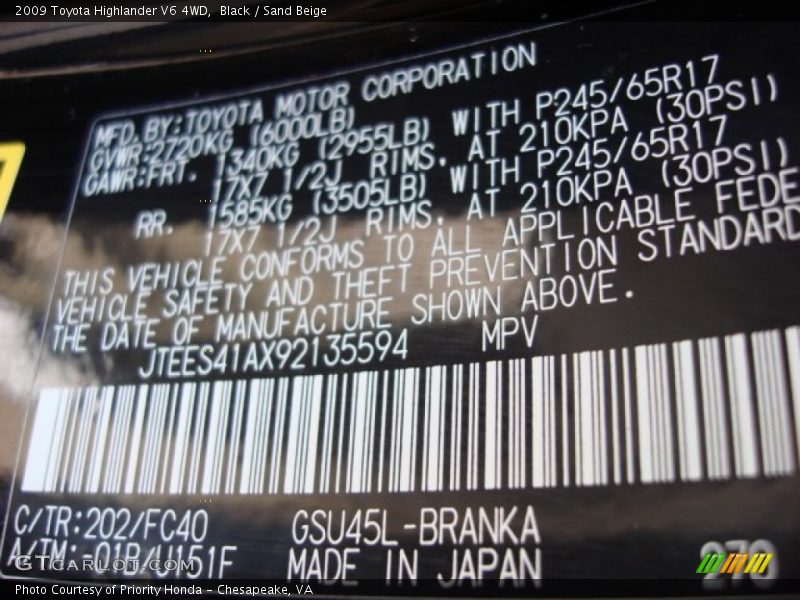 2009 Toyota Highlander V6 4WD, Black / Sand Beige
MFD. BY:TOYOTA MOTOR CORPORATION
GVWR:2720KG (6000LB)
GAWR:FRT. 1340KG (2955LB) WITH P245/65R17
17X7 1/2J RIMS, AT 210KPA (30PSI)
RR. 1585KG (3505LB) WITH P245/65R17
17X7 1/2J RIMS, AT 210KPA (30PSI)
THIS VEHICLE CONFORMS TO ALL APPLICABLE FEDE
VEHICLE SAFETY AND THEFT PREVENTION STANDARD
THE DATE OF MANUFACTURE SHOWN ABOVE.
JTEES41AX92135594 MPV
C/TR:202/FC40 GSU45L-BRANKA
A/TM:-01B/U151F MADE IN JAPAN
GTCARLOT.COM
Photo Courtesy of Priority Honda - Chesapeake, VA